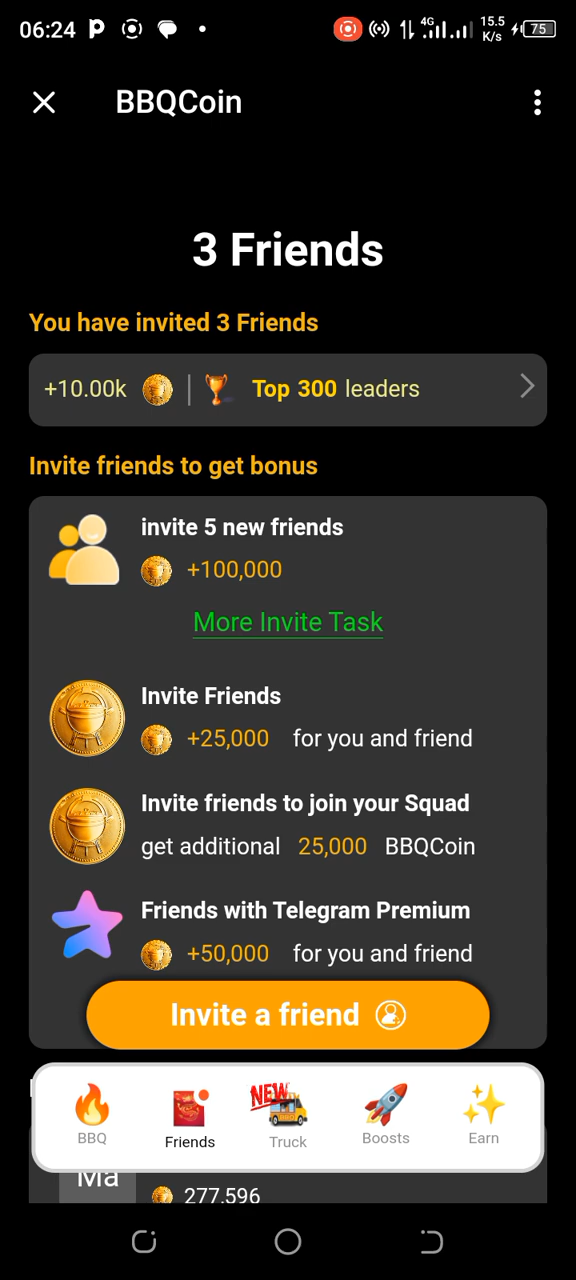 06:24
4G
15.5
K/s
75
BBQCoin
3 Friends
You have invited 3 Friends
+10.00k
Top 300 leaders
Invite friends to get bonus
invite 5 new friends
+100,000
More Invite Task
Invite Friends
+25,000 for you and friend
Invite friends to join your Squad
get additional 25,000 BBQCoin
Friends with Telegram Premium
+50,000 for you and friend
Invite a friend
NEW
BBQ
Friends
Truck
Boosts
Earn
Ma
277,596